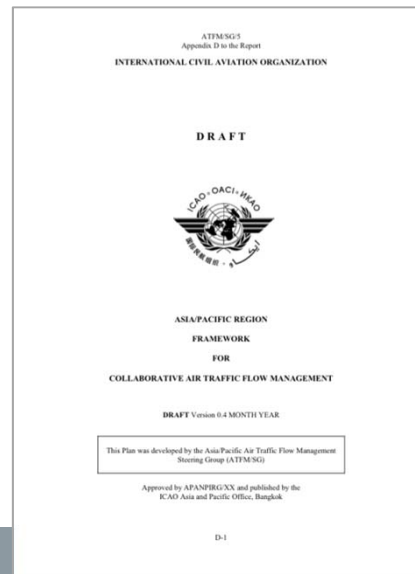 ATFM/SG/5
Appendix D to the Report
INTERNATIONAL CIVIL AVIATION ORGANIZATION
DRAFT
ICAO · OACI · ИКАО
ASIA/PACIFIC REGION
FRAMEWORK
FOR
COLLABORATIVE AIR TRAFFIC FLOW MANAGEMENT
DRAFT Version 0.4 MONTH YEAR
This Plan was developed by the Asia/Pacific Air Traffic Flow Management
Steering Group (ATFM/SG)
Approved by APANPIRG/XX and published by the
ICAO Asia and Pacific Office, Bangkok
D-1